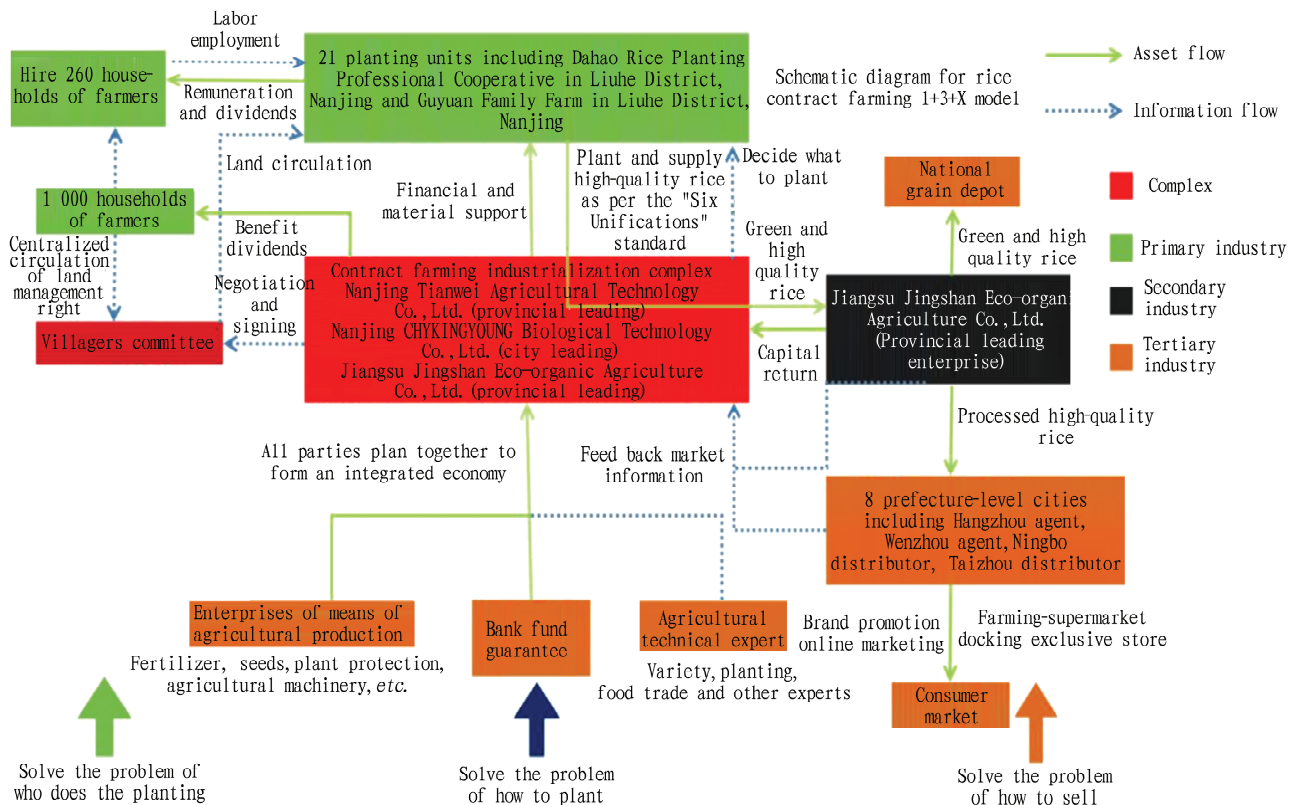 Labor
employment
Hire 260 house-
holds of farmers
Remuneration
and dividends
21 planting units including Dahao Rice Planting
Professional Cooperative in Liuhe District,
Nanjing and Guyuan Family Farm in Liuhe District,
Nanjing
Schematic diagram for rice
contract farming 1+3+X model
Asset flow
Information flow
Complex
Primary industry
Secondary
industry
Tertiary
industry
Land circulation
1 000 households
of farmers
Benefit
dividends
Centralized
circulation
of land
management
right
Negotiation
and
signing
Villagers committee
Financial and
material support
Plant and supply
high-quality rice
as per the "Six
Unifications"
standard
Decide what
to plant
Green and
high
quality
rice
National
grain depot
Green and high
quality rice
Contract farming industrialization complex
Nanjing Tianwei Agricultural Technology
Co., Ltd. (provincial leading)
Nanjing CHYKINGYOUNG Biological Technology
Co., Ltd. (city leading)
Jiangsu Jingshan Eco-organic Agriculture
Co., Ltd. (provincial leading)
Jiangsu Jingshan Eco-organi
Agriculture Co., Ltd.
(Provincial leading
enterprise)
Capital
return
Processed high-quality
rice
All parties plan together to
form an integrated economy
Feed back market
information
8 prefecture-level cities
including Hangzhou agent,
Wenzhou agent, Ningbo
distributor, Taizhou distributor
Enterprises of means of
agricultural production
Fertilizer, seeds, plant protection,
agricultural machinery, etc.
Bank fund
guarantee
Agricultural
technical expert
Variety, planting,
food trade and other experts
Brand promotion
online marketing
Farming-supermarket
docking exclusive store
Consumer
market
Solve the problem of
who does the planting
Solve the problem
of how to plant
Solve the problem
of how to sell